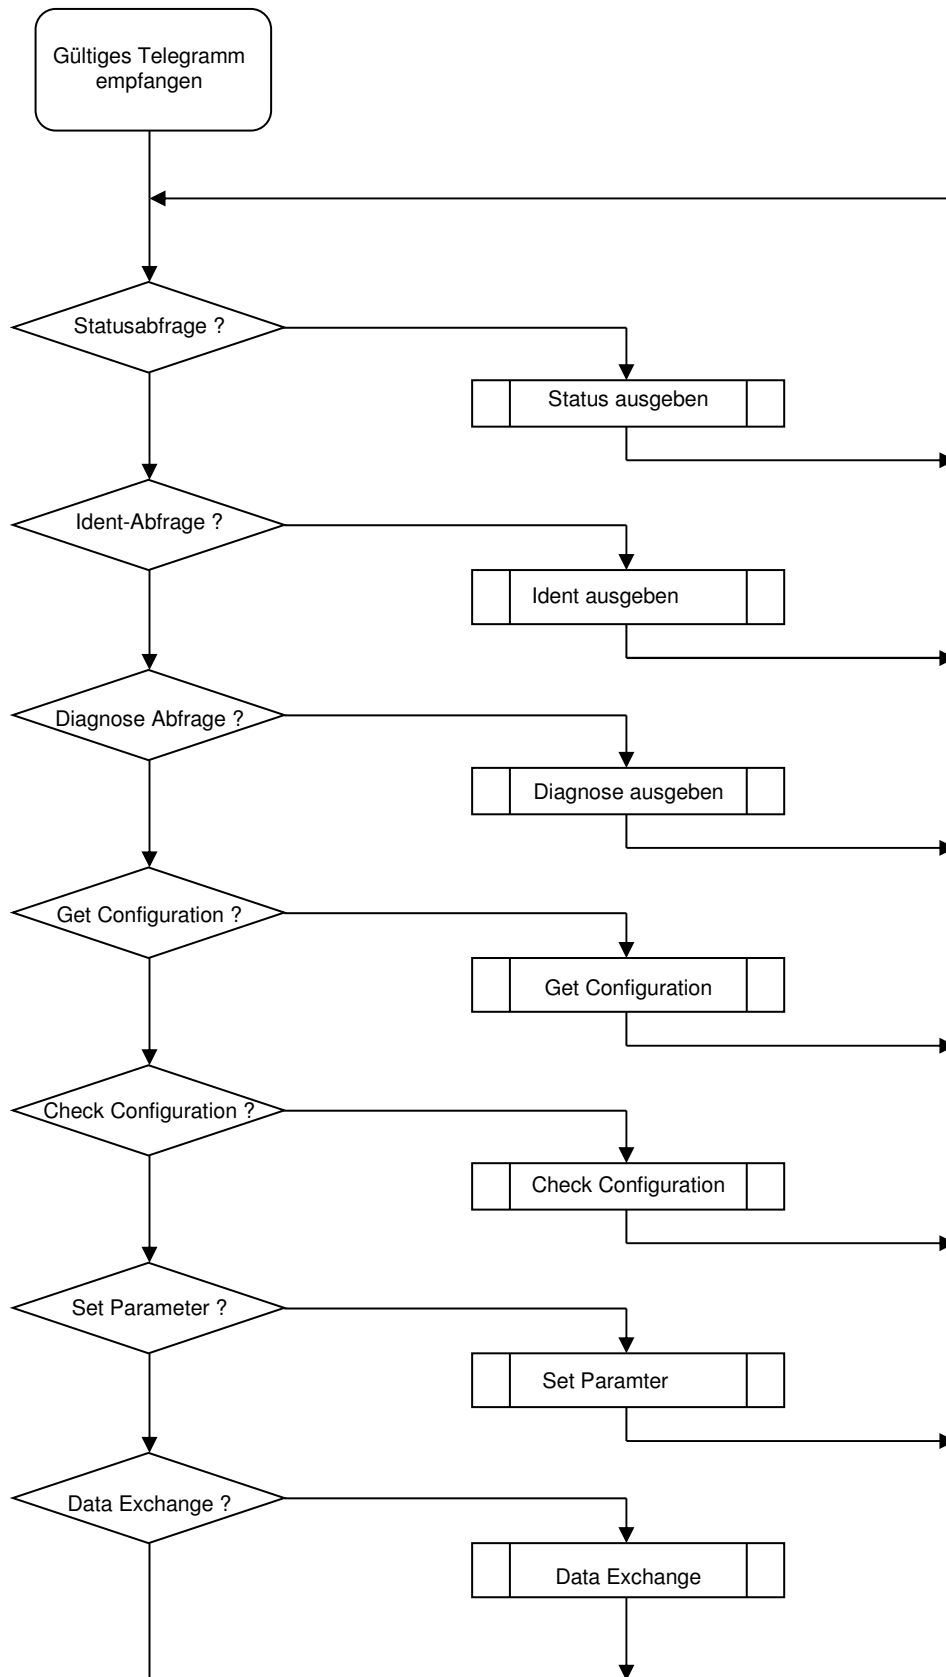 Gültiges Telegramm
empfangen
Statusabfrage ?
Status ausgeben
Ident-Abfrage ?
Ident ausgeben
Diagnose Abfrage ?
Diagnose ausgeben
Get Configuration ?
Get Configuration
Check Configuration ?
Check Configuration
Set Parameter ?
Set Paramter
Data Exchange ?
Data Exchange